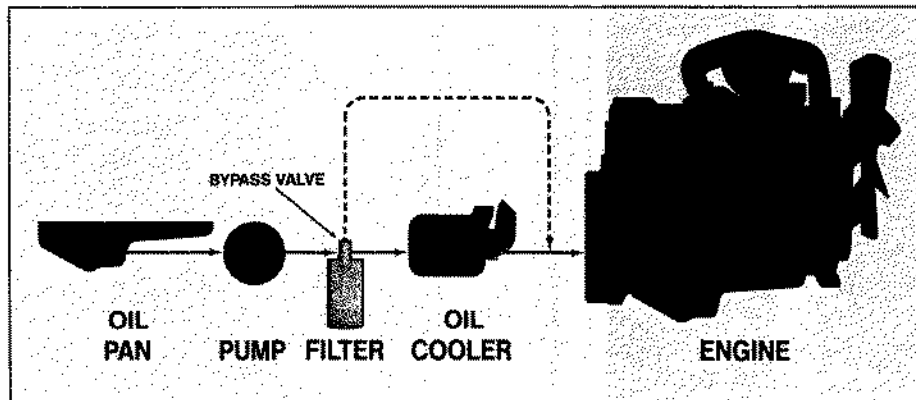 BYPASS VALVE
OIL
PAN
PUMP
FILTER
OIL
COOLER
ENGINE